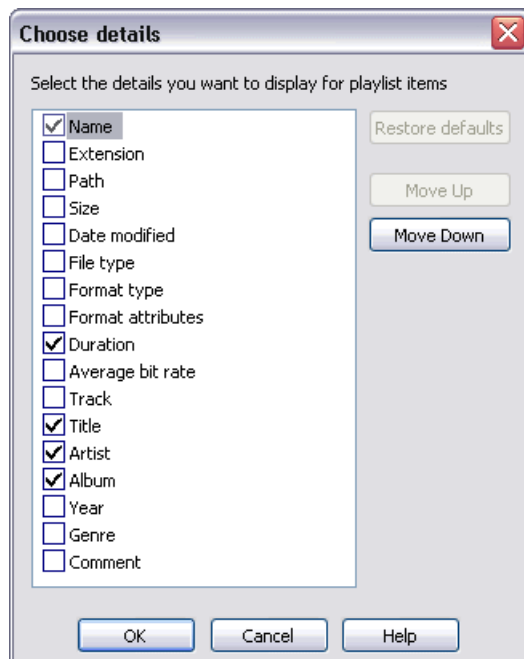 Choose details
Select the details you want to display for playlist items
Name
Extension
Path
Size
Date modified
File type
Format type
Format attributes
Duration
Average bit rate
Track
Title
Artist
Album
Year
Genre
Comment
Restore defaults
Move Up
Move Down
OK
Cancel
Help